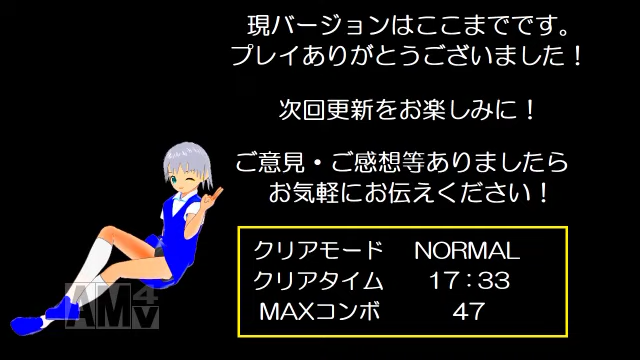 現バージョンはここまでです。
プレイありがとうございました！
次回更新をお楽しみに！
ご意見・ご感想等ありましたら
お気軽にお伝えください！
クリアモード NORMAL
クリアタイム 17：33
MAXコンボ 47
AM4V